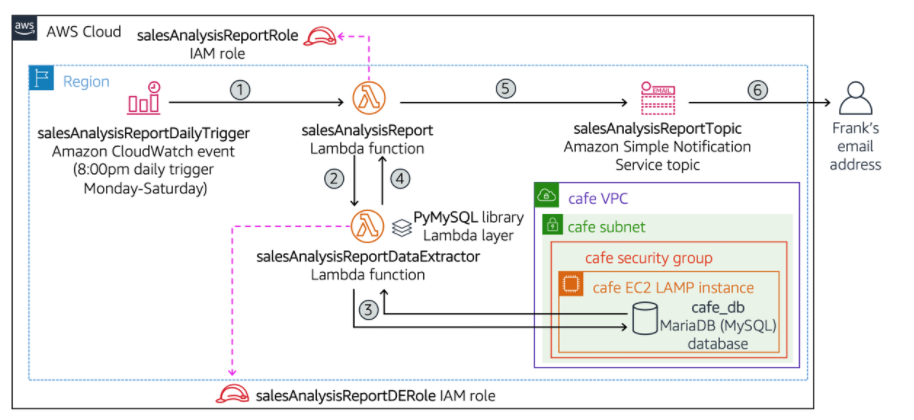 aws
AWS Cloud
salesAnalysisReportRole
IAM role
Region
1
5
6
EMAIL
salesAnalysisReportDailyTrigger
Amazon CloudWatch event
(8:00pm daily trigger
Monday-Saturday)
salesAnalysisReport
Lambda function
salesAnalysisReportTopic
Amazon Simple Notification
Service topic
Frank's
email
address
2
4
PyMySQL library
Lambda layer
salesAnalysisReportDataExtractor
Lambda function
3
cafe VPC
cafe subnet
cafe security group
cafe EC2 LAMP instance
cafe_db
MariaDB (MySQL)
database
salesAnalysisReportDERole IAM role